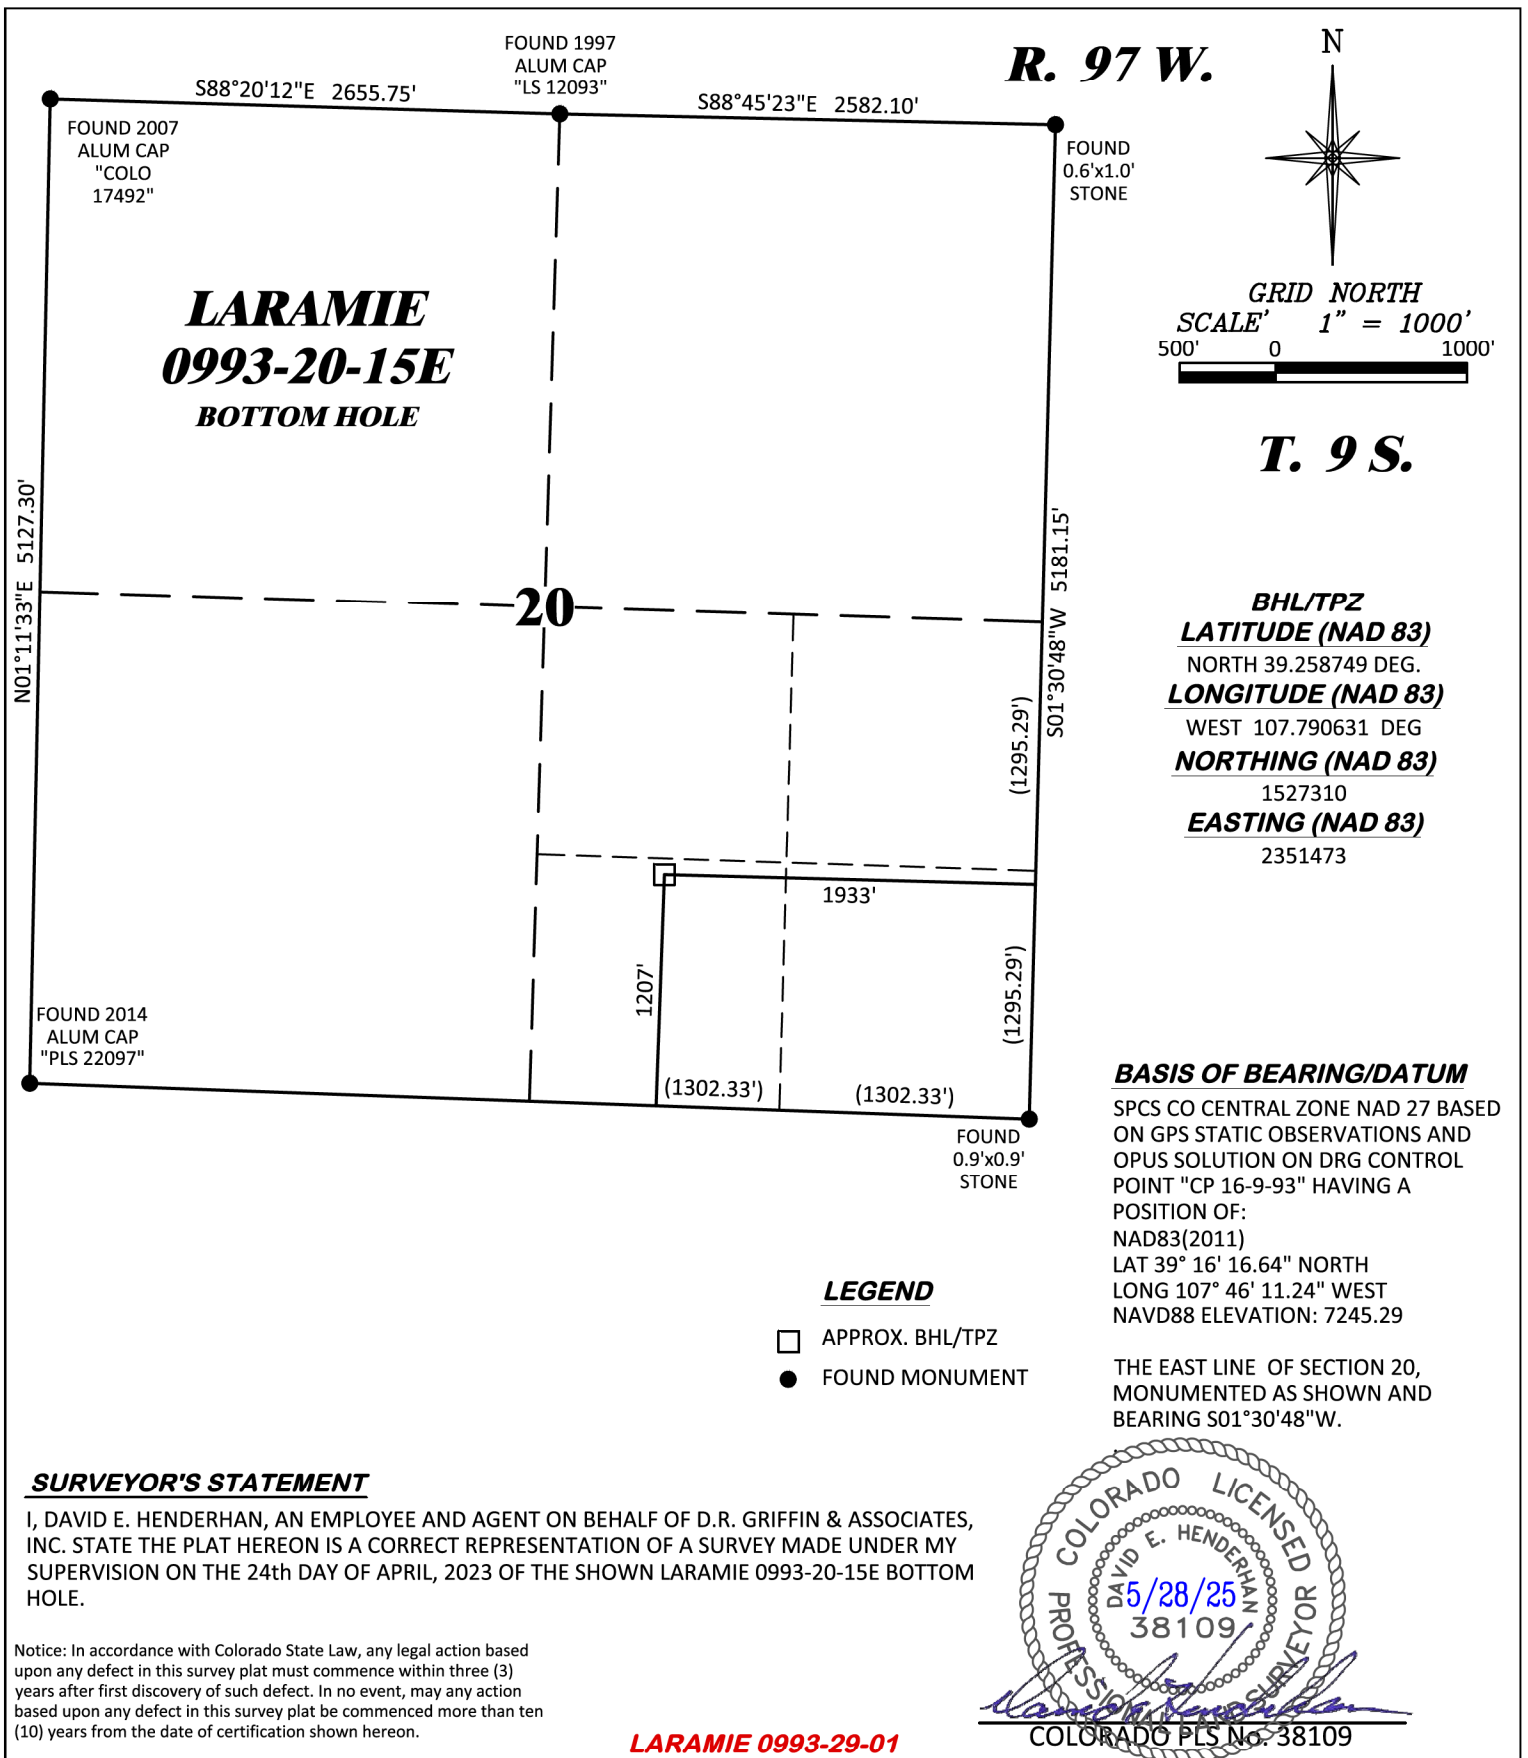 FOUND 1997
ALUM CAP
"LS 12093"
R. 97 W.
N
S88°20'12"E 2655.75'
S88°45'23"E 2582.10'
FOUND 2007
ALUM CAP
"COLO
17492"
FOUND
0.6'x1.0'
STONE
LARAMIE
0993-20-15E
BOTTOM HOLE
GRID NORTH
SCALE' 1" = 1000'
500' 0 1000'
T. 9 S.
N01°11'33"E 5127.30'
S01°30'48"W 5181.15'
20
BHL/TPZ
LATITUDE (NAD 83)
NORTH 39.258749 DEG.
LONGITUDE (NAD 83)
WEST 107.790631 DEG
NORTHING (NAD 83)
1527310
EASTING (NAD 83)
2351473
(1295.29')
1933'
1207'
(1295.29')
FOUND 2014
ALUM CAP
"PLS 22097"
(1302.33')
(1302.33')
FOUND
0.9'x0.9'
STONE
BASIS OF BEARING/DATUM
SPCS CO CENTRAL ZONE NAD 27 BASED
ON GPS STATIC OBSERVATIONS AND
OPUS SOLUTION ON DRG CONTROL
POINT "CP 16-9-93" HAVING A
POSITION OF:
NAD83(2011)
LAT 39° 16' 16.64" NORTH
LONG 107° 46' 11.24" WEST
NAVD88 ELEVATION: 7245.29
THE EAST LINE OF SECTION 20,
MONUMENTED AS SHOWN AND
BEARING S01°30'48"W.
.
LEGEND
APPROX. BHL/TPZ
FOUND MONUMENT
SURVEYOR'S STATEMENT
I, DAVID E. HENDERHAN, AN EMPLOYEE AND AGENT ON BEHALF OF D.R. GRIFFIN & ASSOCIATES,
INC. STATE THE PLAT HEREON IS A CORRECT REPRESENTATION OF A SURVEY MADE UNDER MY
SUPERVISION ON THE 24th DAY OF APRIL, 2023 OF THE SHOWN LARAMIE 0993-20-15E BOTTOM
HOLE.
Notice: In accordance with Colorado State Law, any legal action based
upon any defect in this survey plat must commence within three (3)
years after first discovery of such defect. In no event, may any action
based upon any defect in this survey plat be commenced more than ten
(10) years from the date of certification shown hereon.
COLORADO LICENSED
PROFESSIONAL LAND SURVEYOR
DAVID E. HENDERHAN
5/28/25
38109
COLORADO PLS No. 38109
LARAMIE 0993-29-01